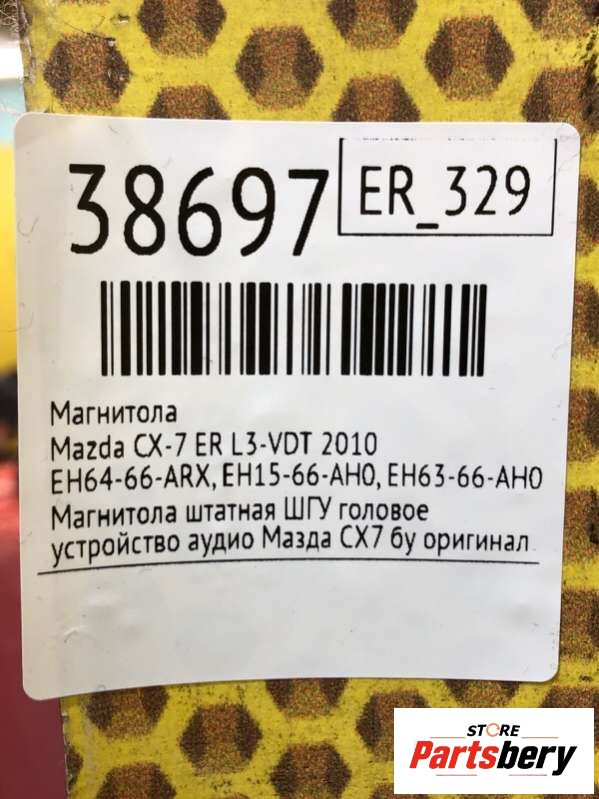 38697
ER_329
Магнитола
Mazda CX-7 ER L3-VDT 2010
EH64-66-ARX, EH15-66-AH0, EH63-66-AH0
Магнитола штатная ШГУ головое
устройство аудио Мазда СХ7 бу оригинал
STORE
Partsbery